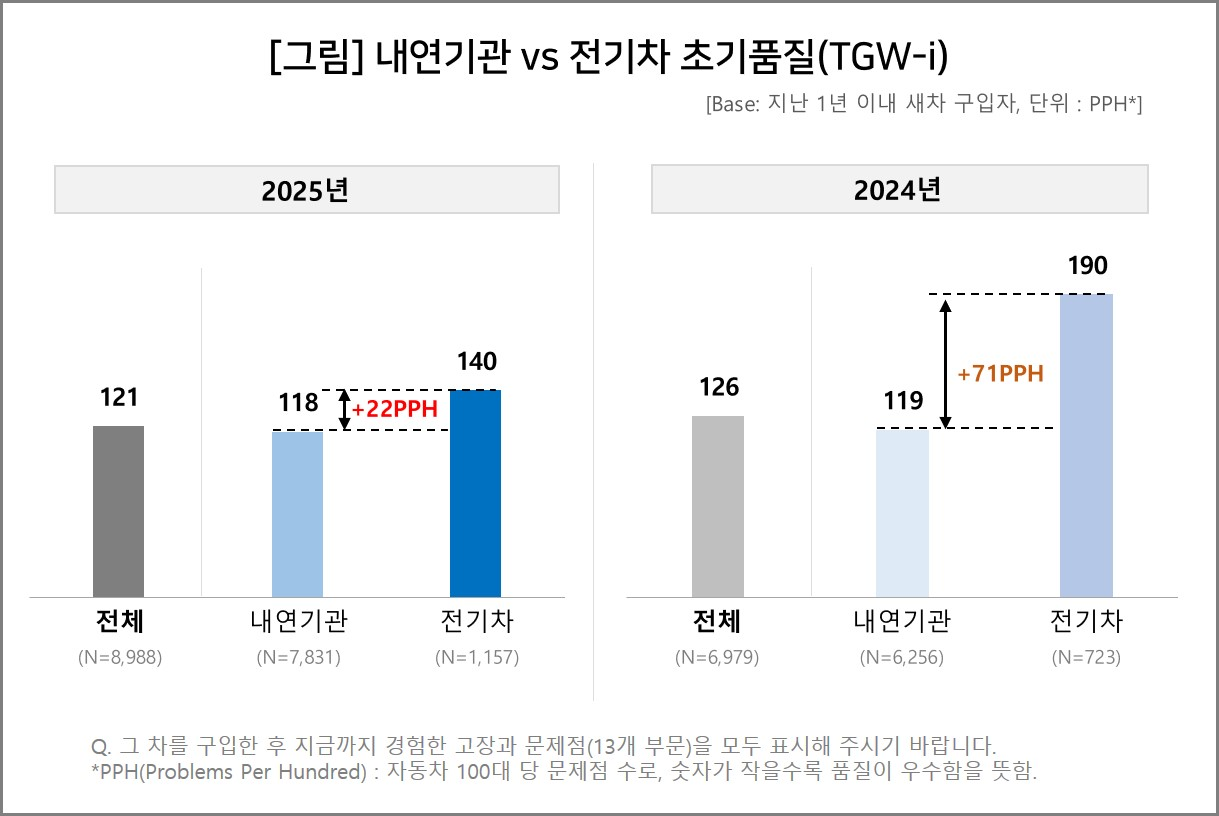 [그림] 내연기관 vs 전기차 초기품질(TGW-i)
[Base: 지난 1년 이내 새차 구입자, 단위 : PPH*]
2025년
121
118
+22PPH
140
전체
내연기관
전기차
(N=8,988)
(N=7,831)
(N=1,157)
2024년
126
119
+71PPH
190
전체
내연기관
전기차
(N=6,979)
(N=6,256)
(N=723)
Q. 그 차를 구입한 후 지금까지 경험한 고장과 문제점(13개 부문)을 모두 표시해 주시기 바랍니다.
*PPH(Problems Per Hundred) : 자동차 100대 당 문제점 수로, 숫자가 작을수록 품질이 우수함을 뜻함.